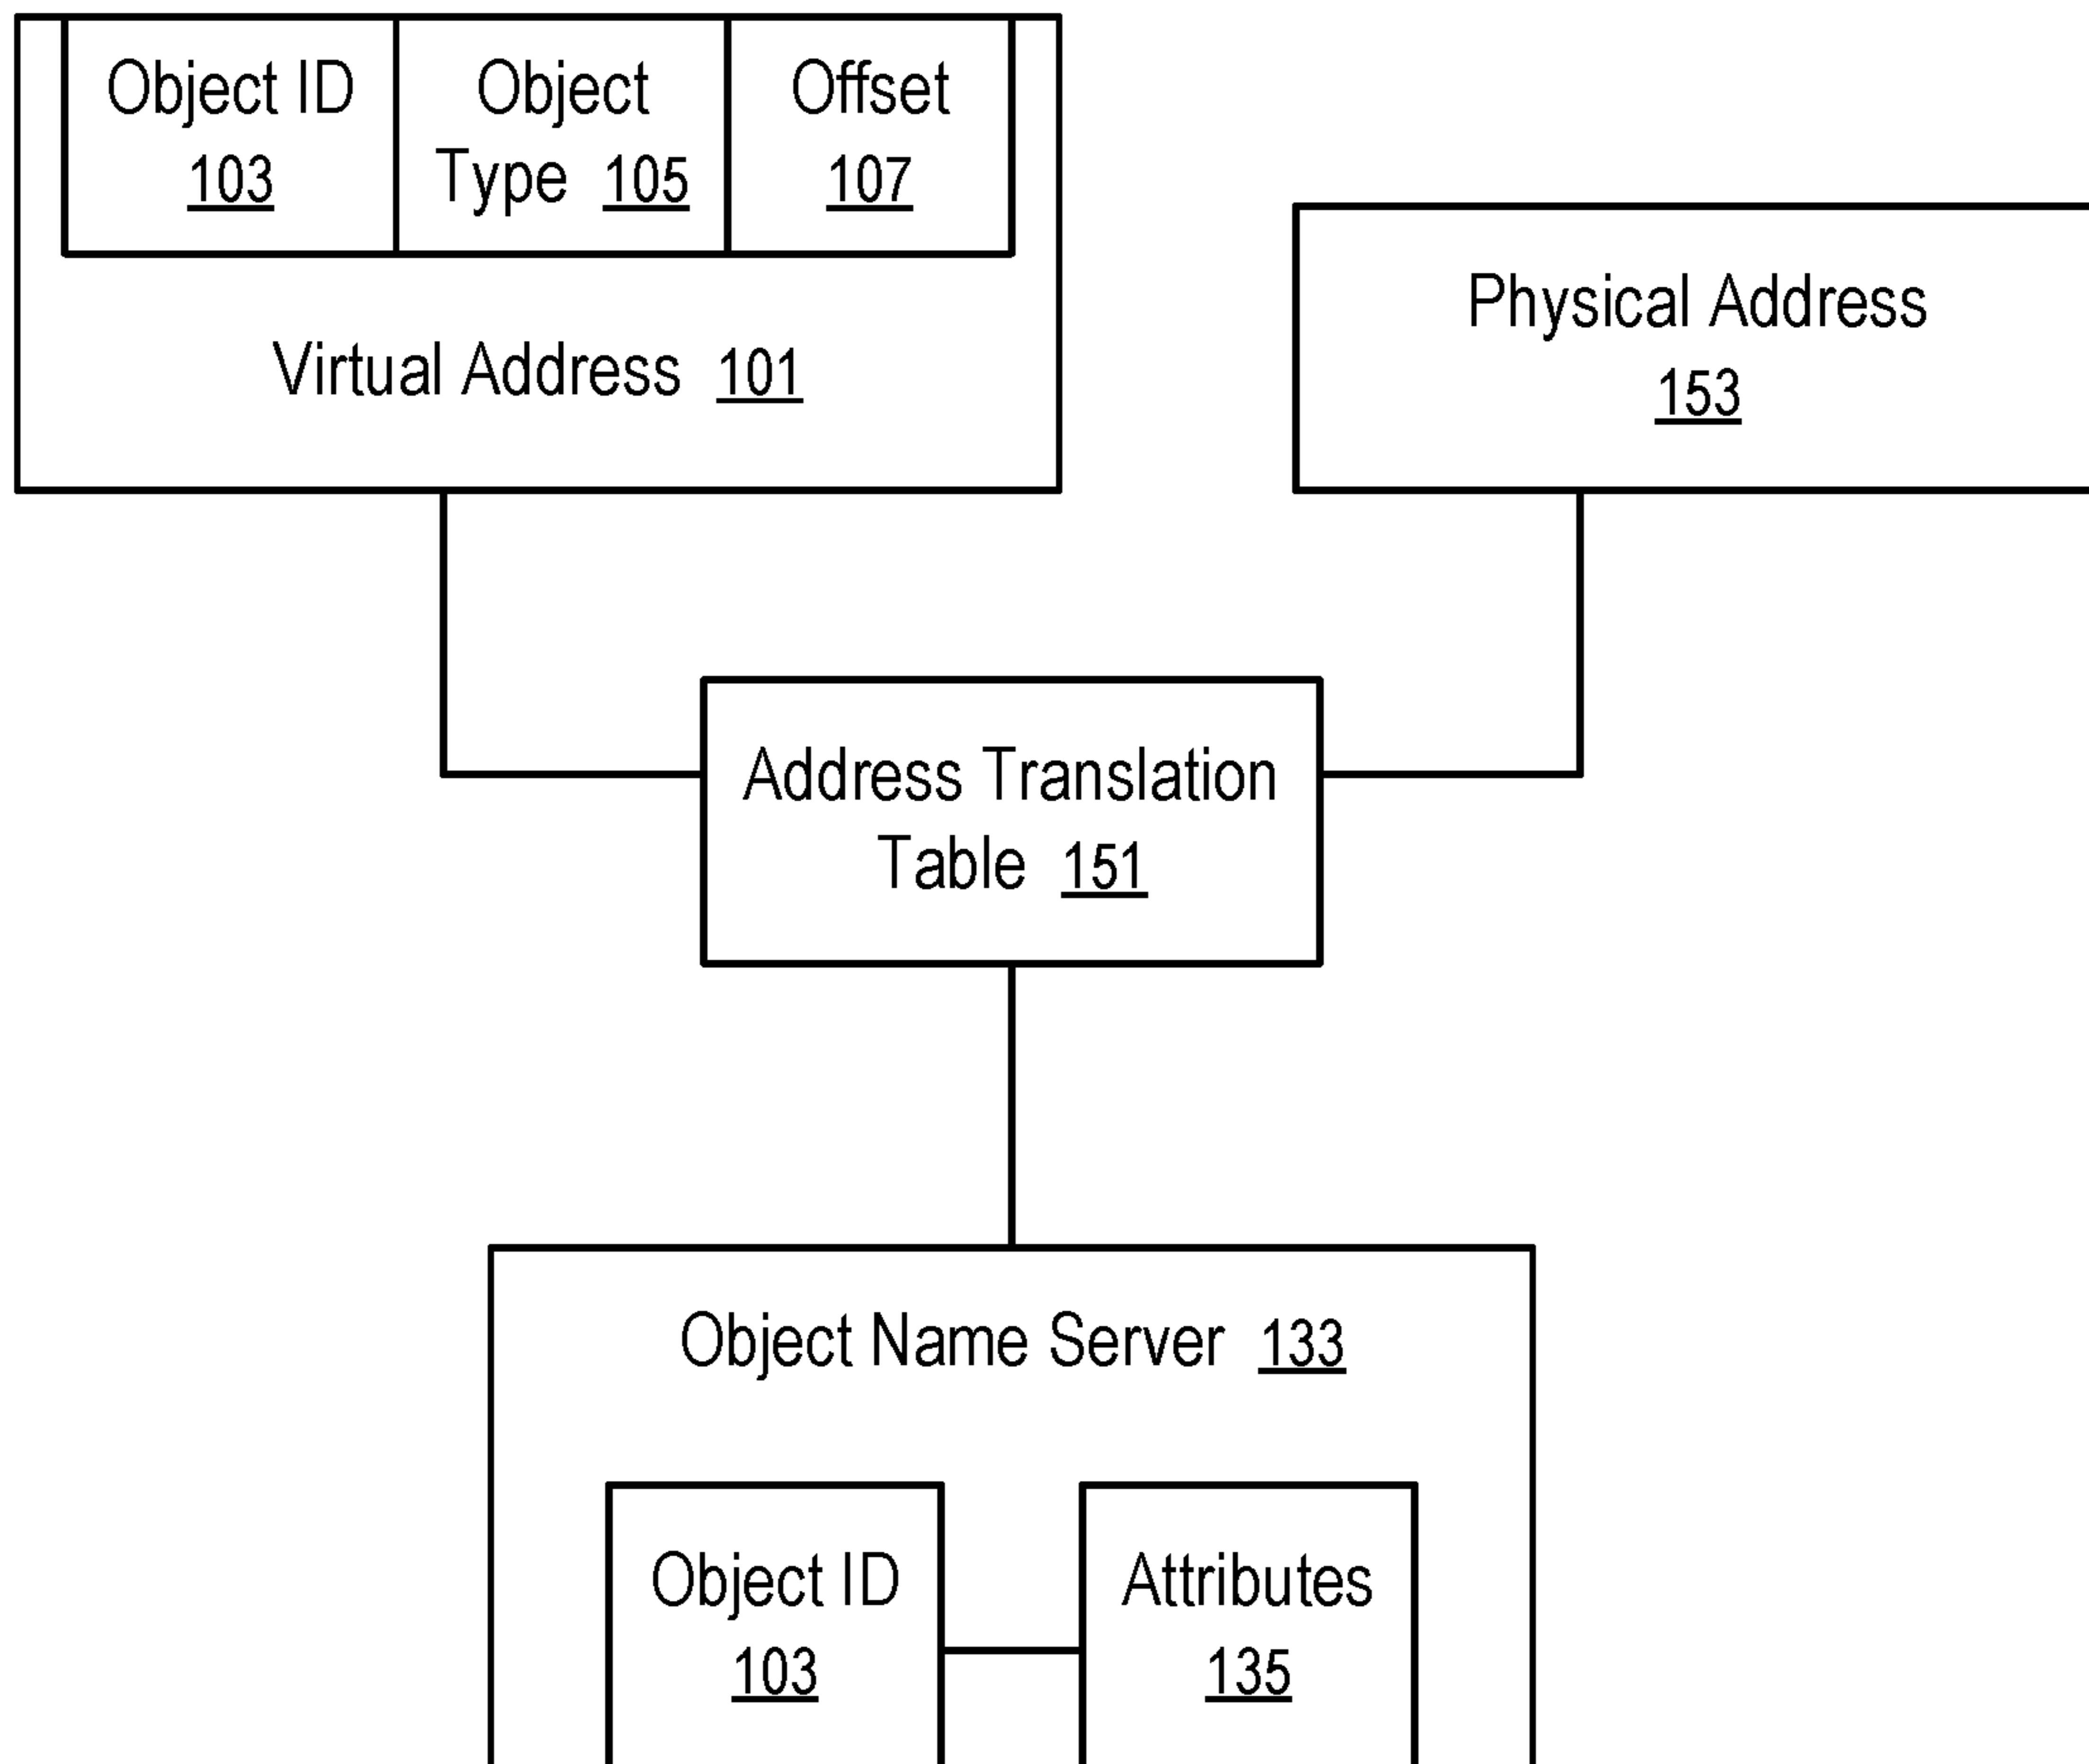 Object ID
103
Object
Type 105
Offset
107
Virtual Address 101
Physical Address
153
Address Translation
Table 151
Object Name Server 133
Object ID
103
Attributes
135